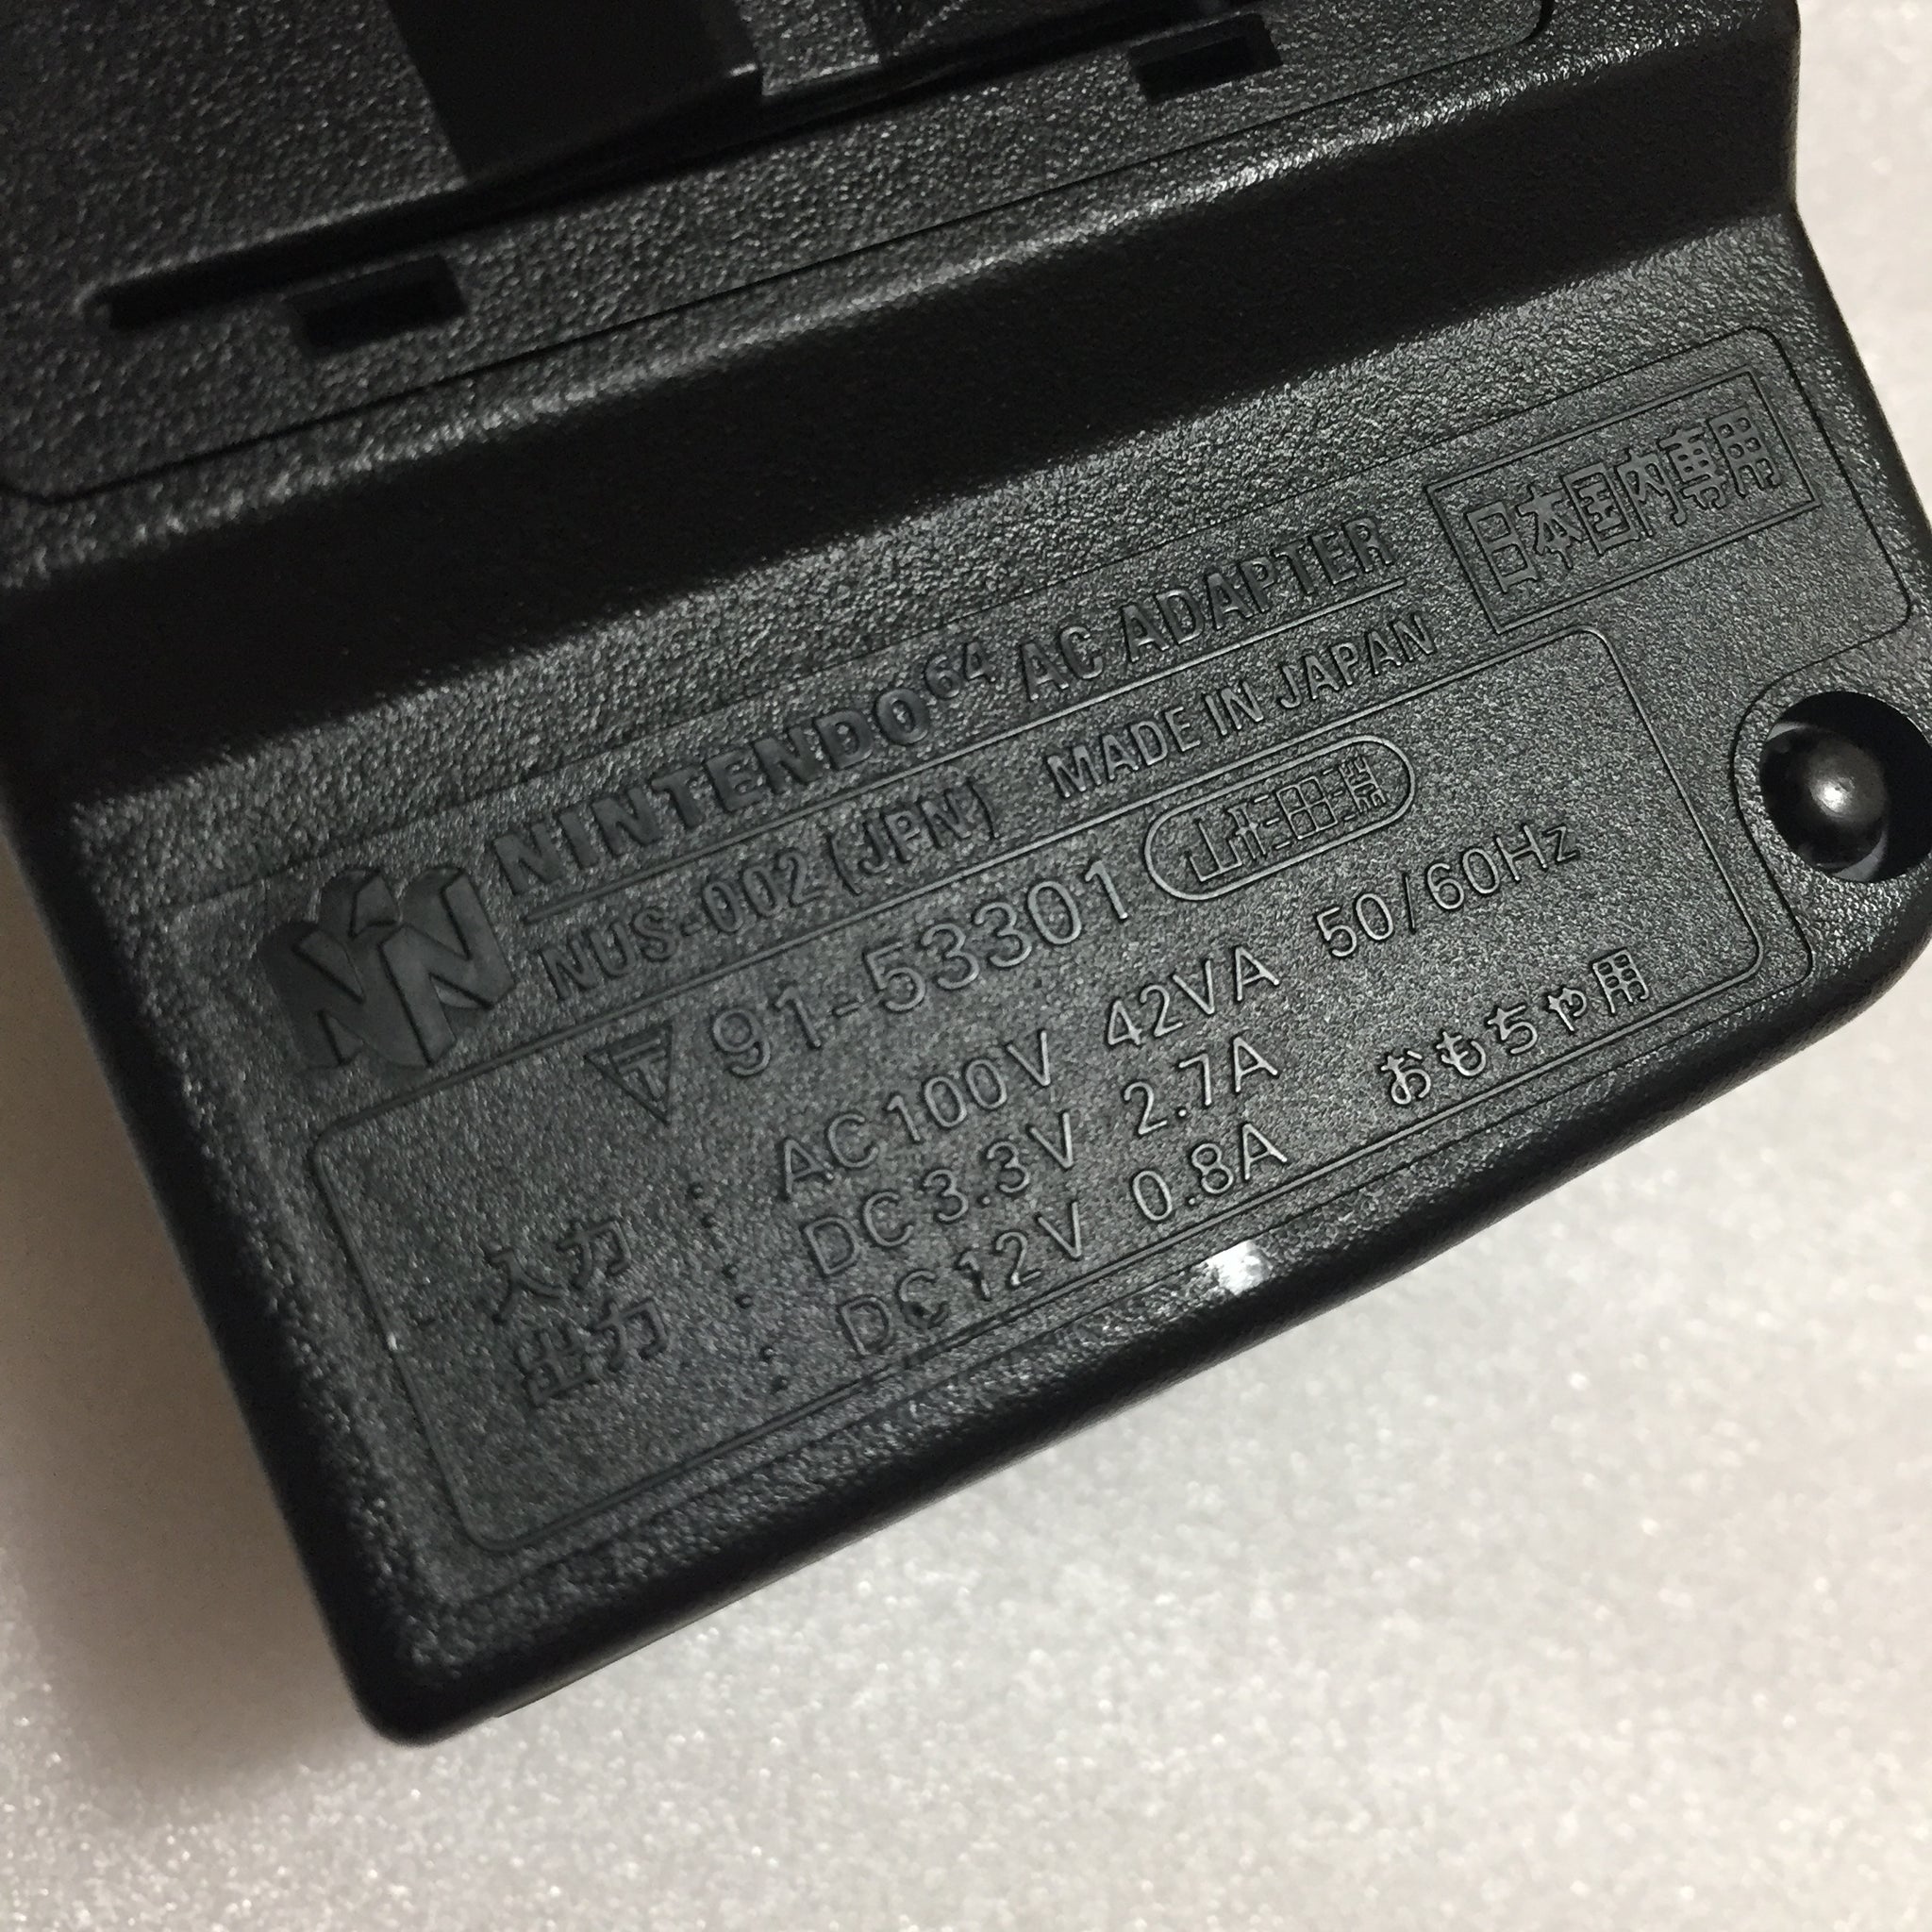 NINTENDO64 AC ADAPTER
日本国内専用
NUS-002 (JPN) MADE IN JAPAN
91-53301
入力 : AC100V 42VA 50/60Hz
出力 : DC3.3V 2.7A
: DC12V 0.8A
おもちゃ用